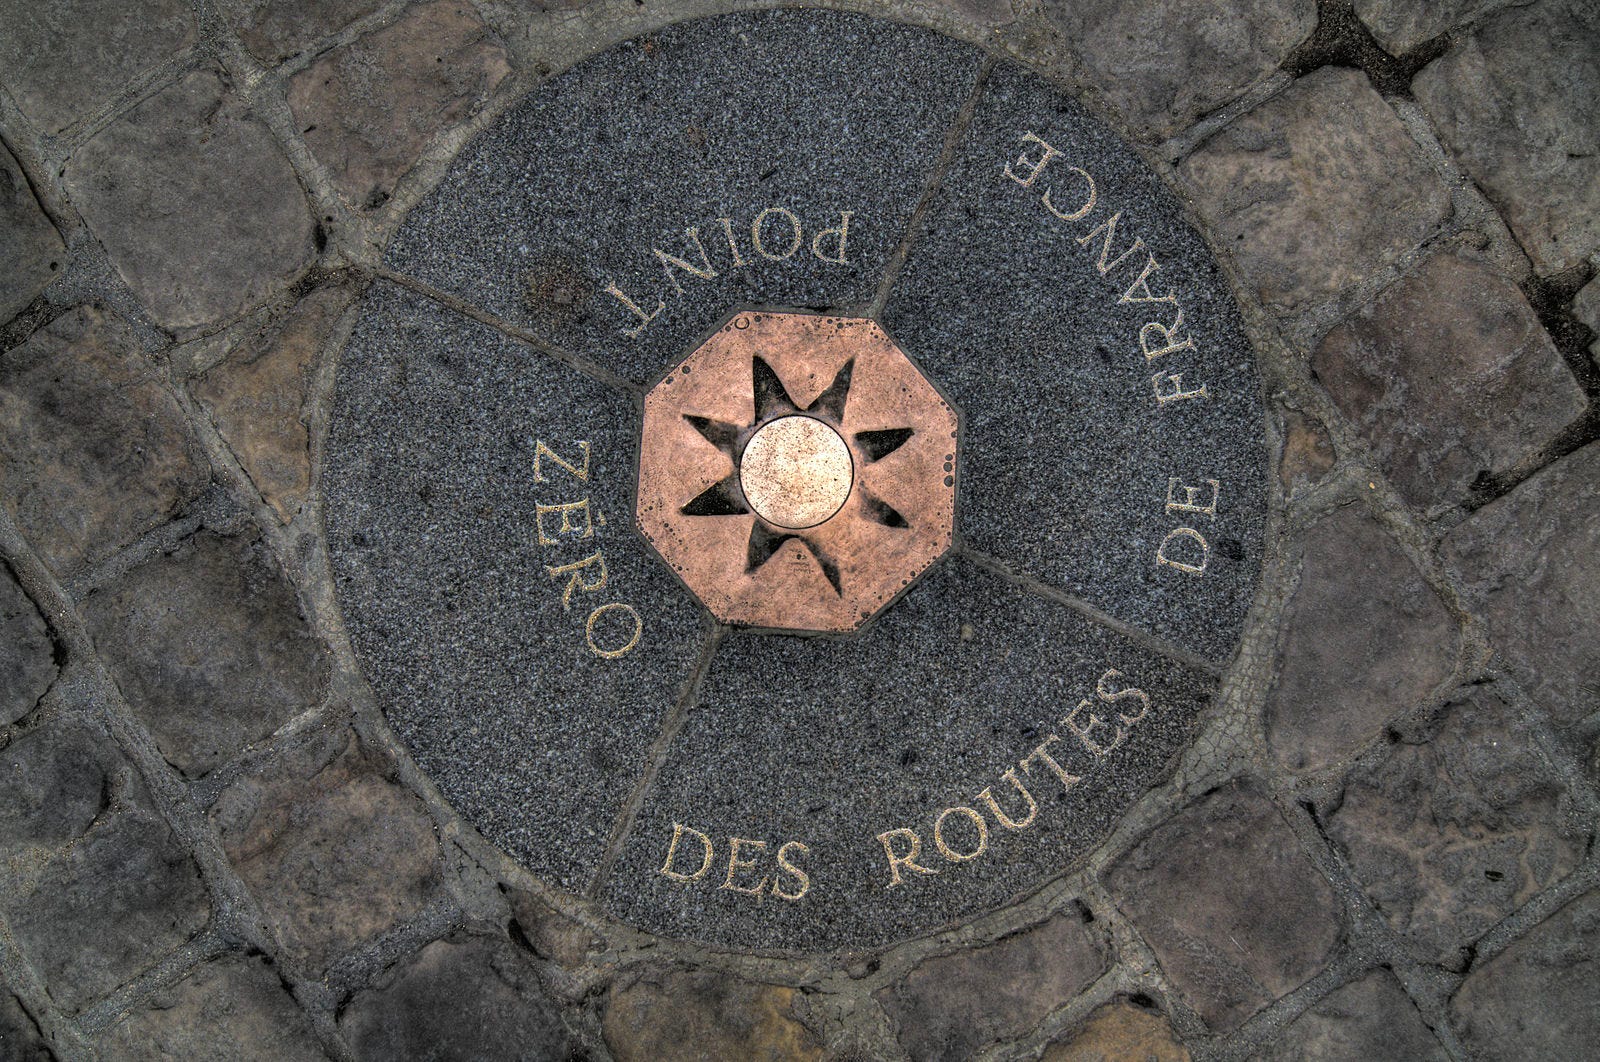 POINT
ZÉRO
DES ROUTES
DE FRANCE